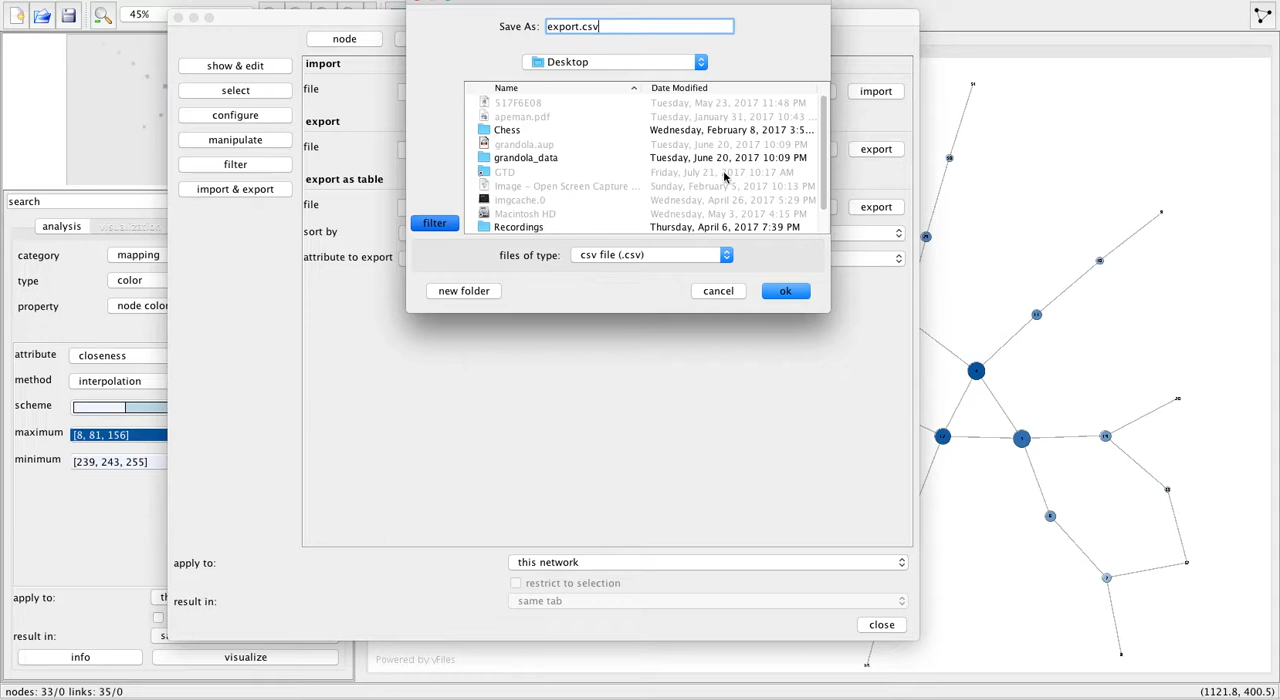 45%
Save As: export.csv
node
Desktop
show & edit
import
Name Date Modified
select
file
import
517F6E08 Tuesday, May 23, 2017 11:48 PM
configure
export
apeman.pdf Tuesday, January 31, 2017 10:43 ...
Chess Wednesday, February 8, 2017 3:5...
manipulate
file
export
grandola.aup Tuesday, June 20, 2017 10:09 PM
grandola_data Tuesday, June 20, 2017 10:09 PM
filter
export as table
GTD Friday, July 21, 2017 10:17 AM
import & export
Image – Open Screen Capture ... Sunday, February 5, 2017 10:13 PM
imgcache.0 Wednesday, April 26, 2017 5:29 PM
search
file
export
Macintosh HD Wednesday, May 3, 2017 4:15 PM
analysis visualization
filter
Recordings Thursday, April 6, 2017 7:39 PM
sort by
category mapping
attribute to export
files of type: csv file (.csv)
type color
new folder cancel ok
property node color
attribute closeness
method interpolation
scheme
maximum [8, 81, 156]
minimum [239, 243, 255]
apply to: this network
restrict to selection
apply to:
result in: same tab
result in:
close
info visualize
Powered by yFiles
nodes: 33/0 links: 35/0 (1121.8, 400.5)